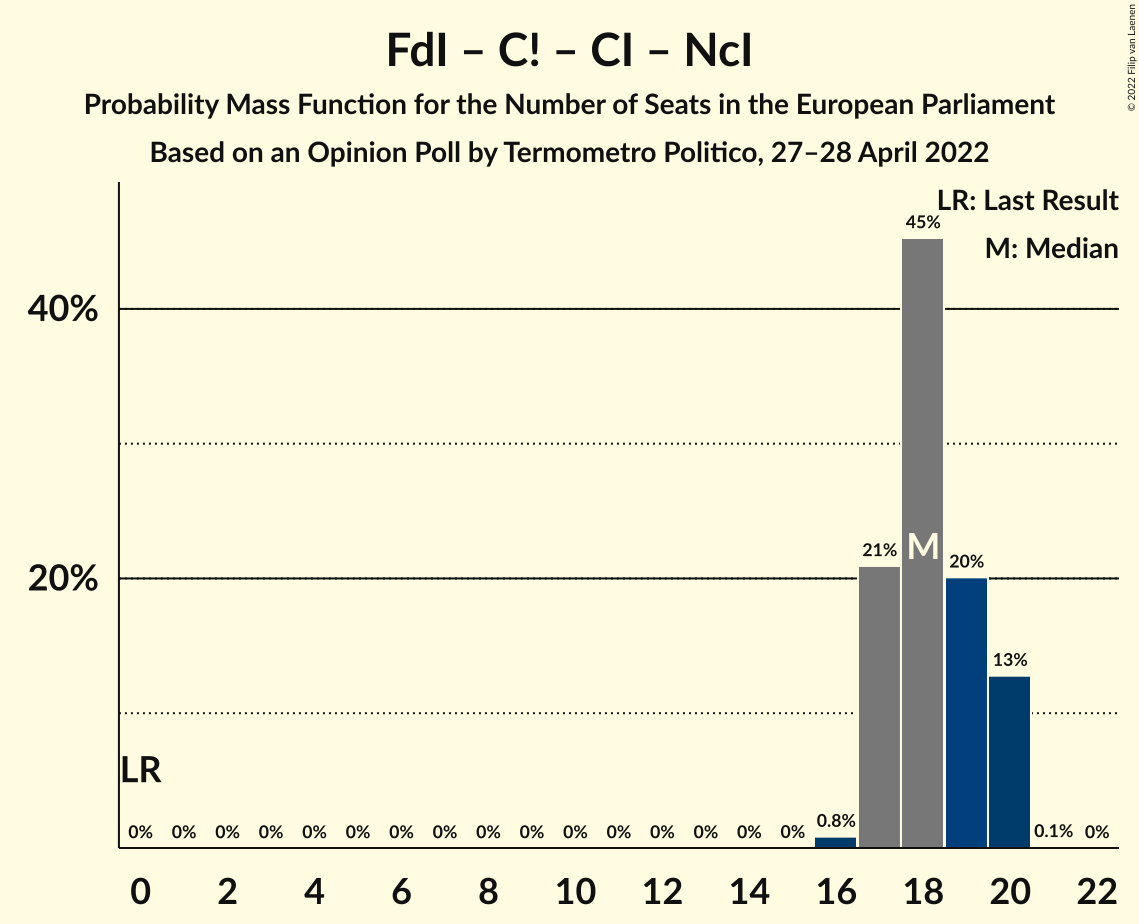 FdI – C! – CI – NcI
Probability Mass Function for the Number of Seats in the European Parliament
Based on an Opinion Poll by Termometro Politico, 27–28 April 2022
© 2022 Filip van Laenen
LR: Last Result
M: Median
45%
40%
21%
M
20%
20%
13%
LR
0% 0% 0% 0% 0% 0% 0% 0% 0% 0% 0% 0% 0% 0% 0% 0% 0.8% 0.1% 0%
0 2 4 6 8 10 12 14 16 18 20 22